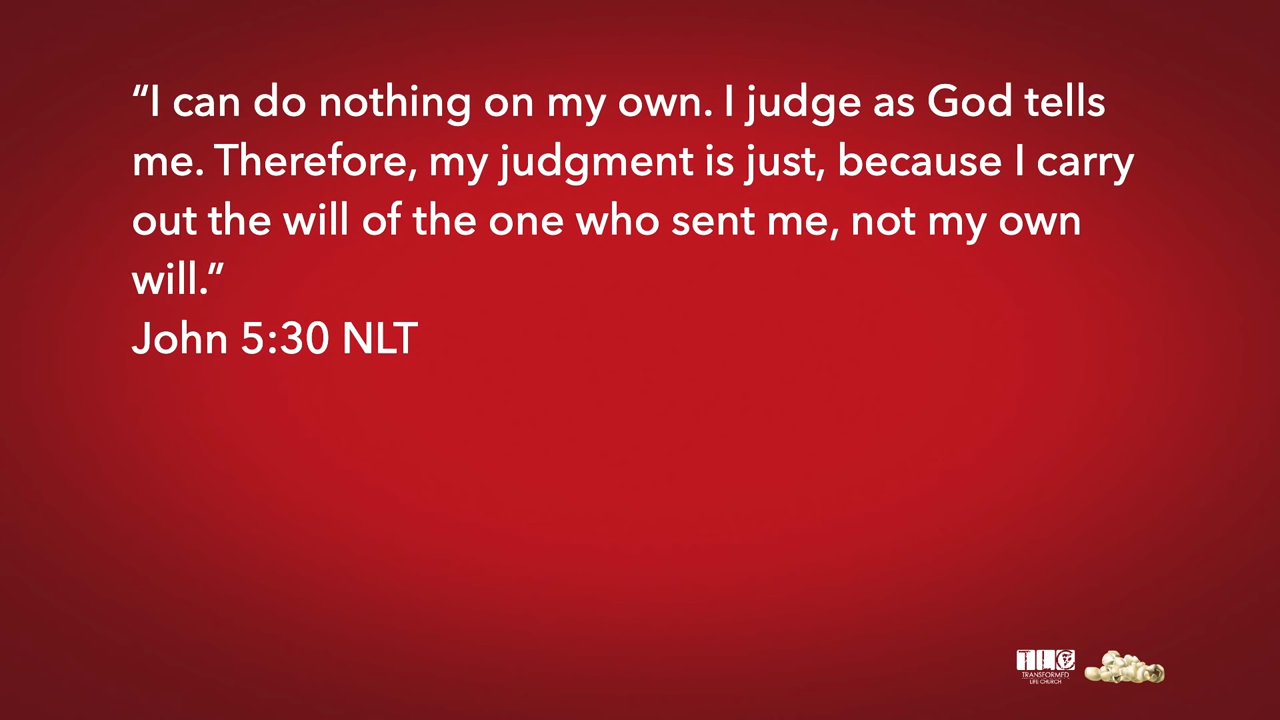 “I can do nothing on my own. I judge as God tells
me. Therefore, my judgment is just, because I carry
out the will of the one who sent me, not my own
will.”
John 5:30 NLT
TLC
TRANSFORMED
LIFE CHURCH